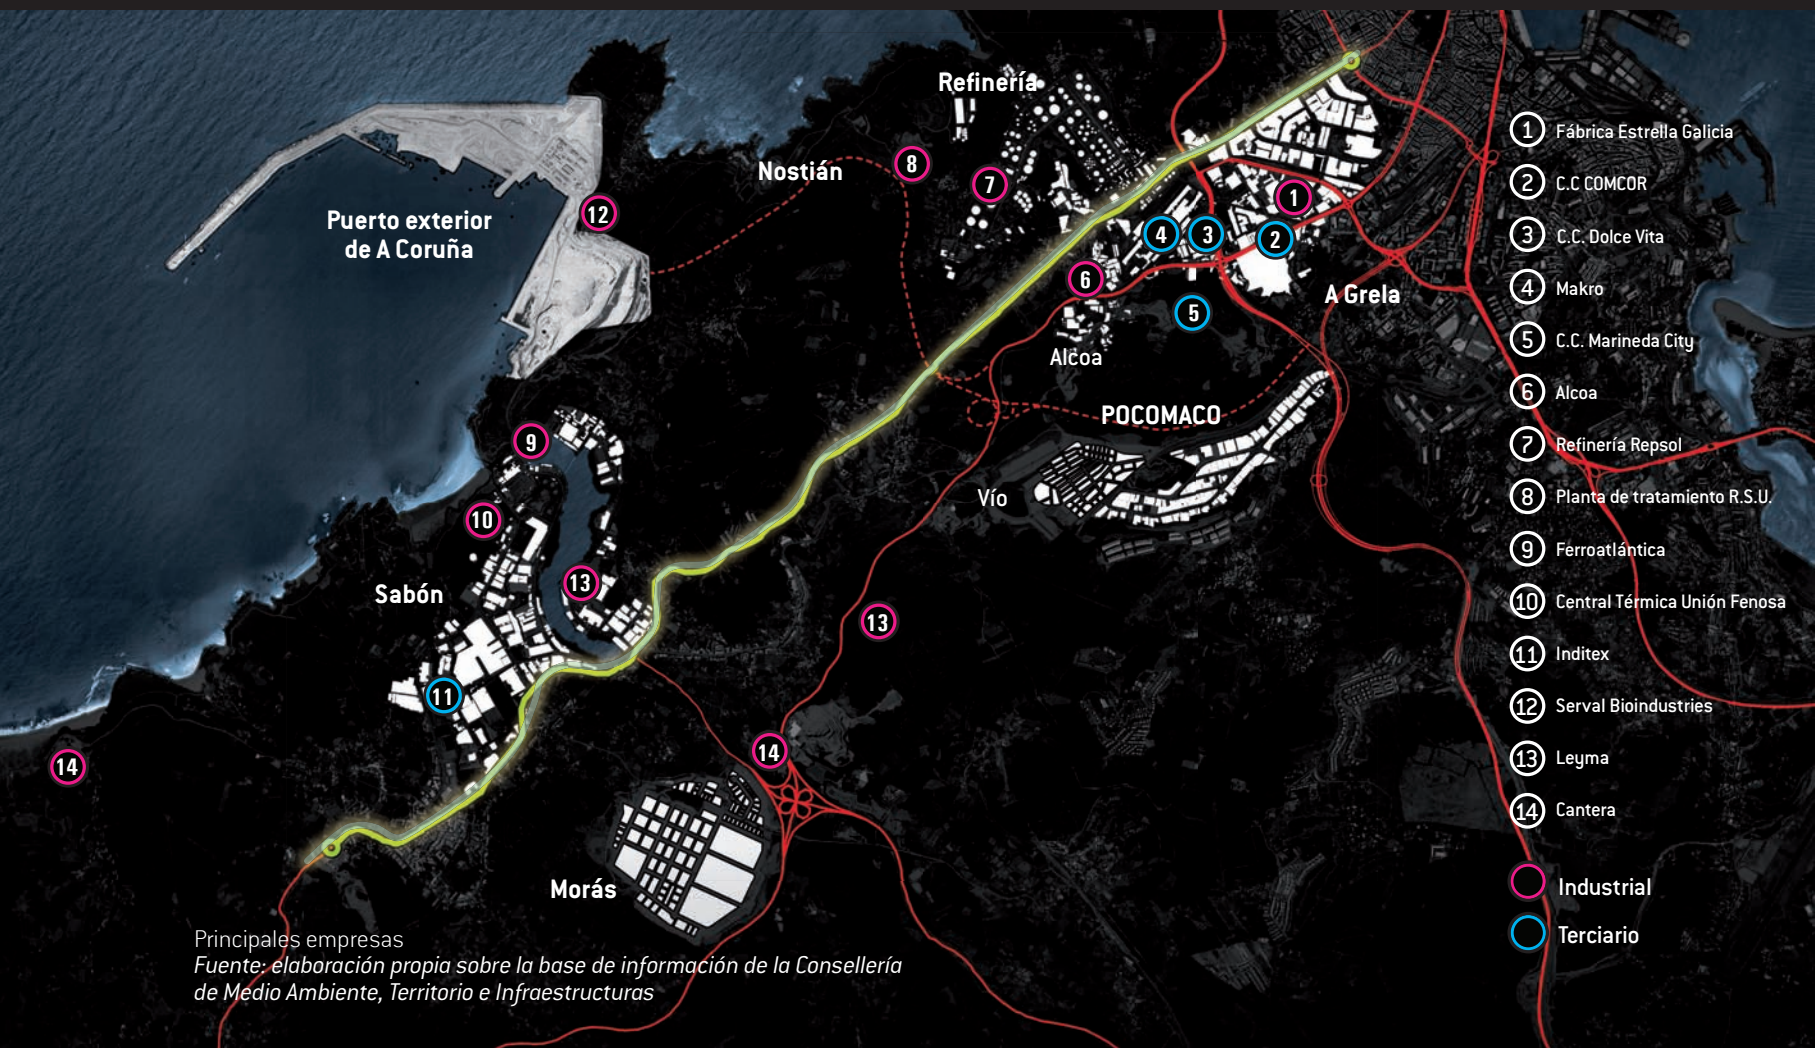 Refinería
Nostián
8
7
12
Puerto exterior
de A Coruña
1
4
3
2
6
5
A Grela
Alcoa
POCOMACO
Vío
9
10
Sabón
13
13
11
14
14
Morás
1 Fábrica Estrella Galicia
2 C.C COMCOR
3 C.C. Dolce Vita
4 Makro
5 C.C. Marineda City
6 Alcoa
7 Refinería Repsol
8 Planta de tratamiento R.S.U.
9 Ferroatlántica
10 Central Térmica Unión Fenosa
11 Inditex
12 Serval Bioindustries
13 Leyma
14 Cantera
Industrial
Terciario
Principales empresas
Fuente: elaboración propia sobre la base de información de la Consellería
de Medio Ambiente, Territorio e Infraestructuras